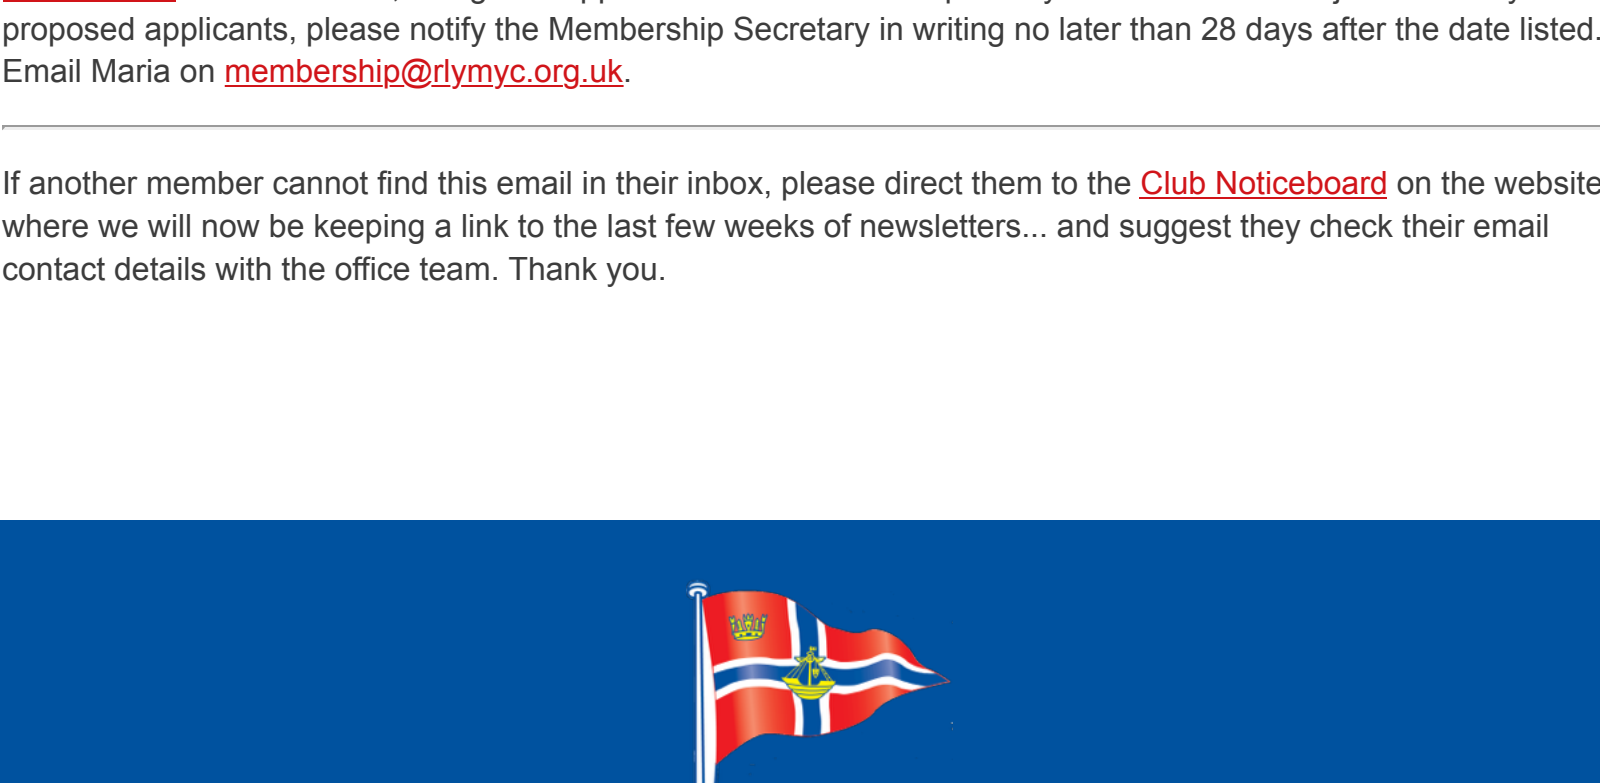 proposed applicants, please notify the Membership Secretary in writing no later than 28 days after the date listed.
Email Maria on membership@rlymyc.org.uk.
If another member cannot find this email in their inbox, please direct them to the Club Noticeboard on the website
where we will now be keeping a link to the last few weeks of newsletters... and suggest they check their email
contact details with the office team. Thank you.